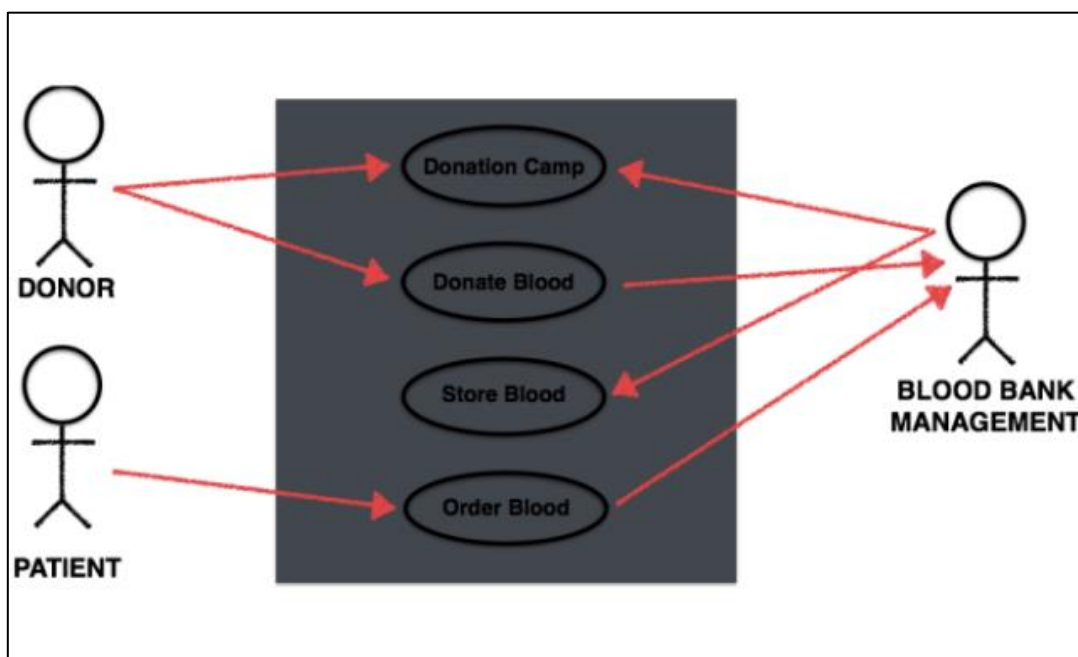 DONOR
PATIENT
Donation Camp
Donate Blood
Store Blood
Order Blood
BLOOD BANK
MANAGEMENT